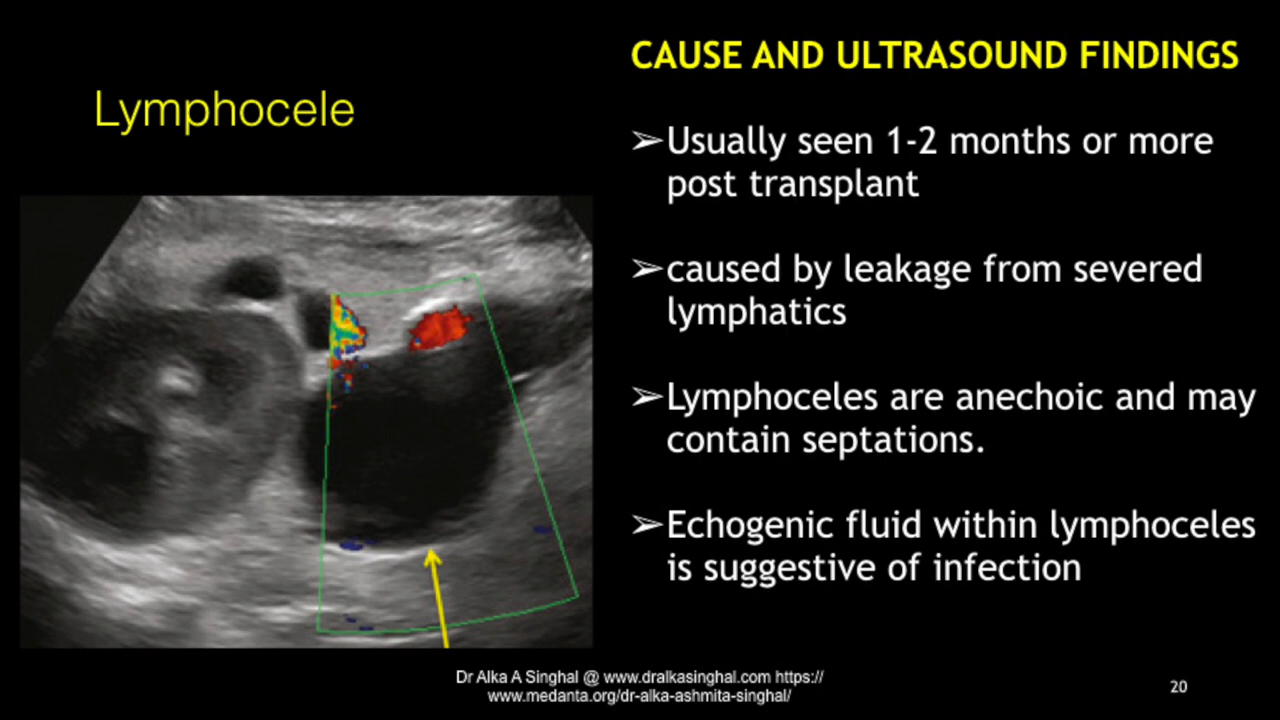 Lymphocele
CAUSE AND ULTRASOUND FINDINGS
➢Usually seen 1-2 months or more
post transplant
➢caused by leakage from severed
lymphatics
➢Lymphoceles are anechoic and may
contain septations.
➢Echogenic fluid within lymphoceles
is suggestive of infection
Dr Alka A Singhal @ www.dralkasinghal.com https://
www.medanta.org/dr-alka-ashmita-singhal/
20